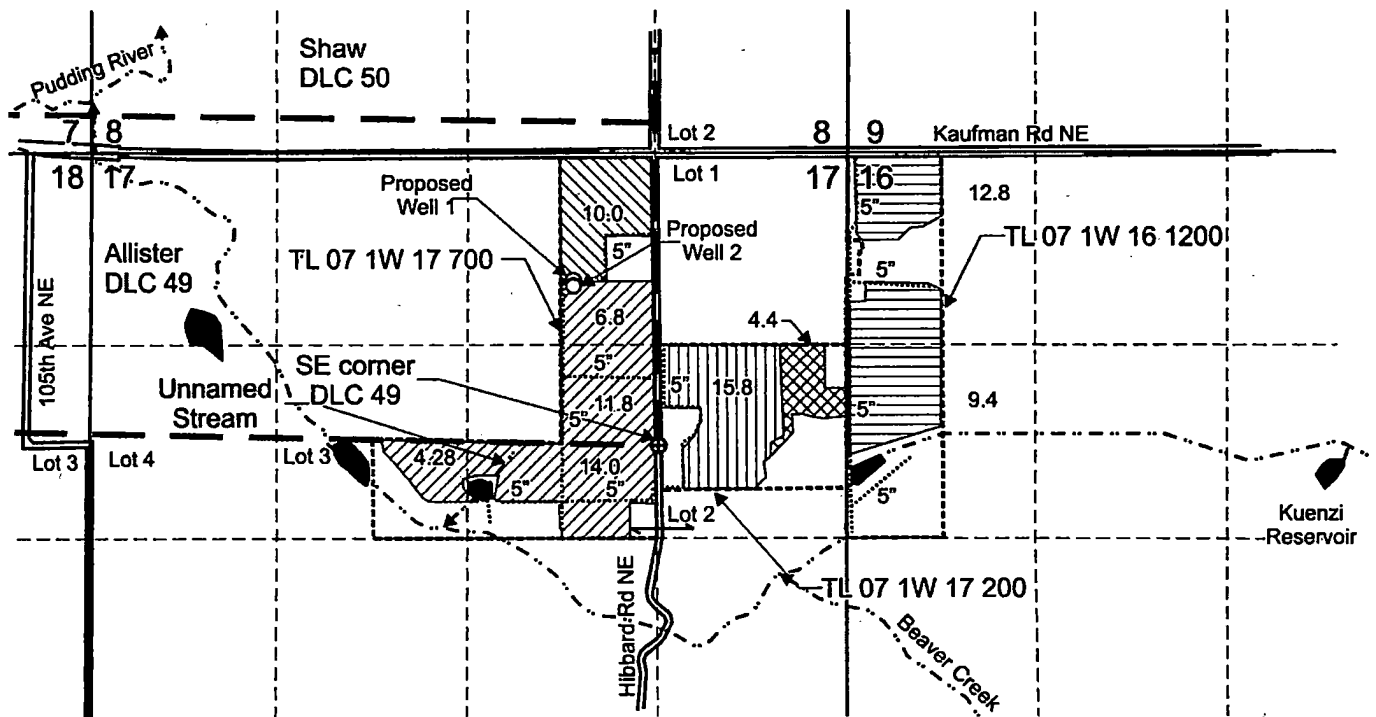 Shaw
DLC 50
Pudding River
7
8
Lot 2
8
9
Kaufman Rd NE
18
17
Lot 1
17
16
Proposed
Well 1
10.0
5"
12.8
Proposed
Well 2
5"
TL 07 1W 16 1200
Allister
DLC 49
TL 07 1W 17 700
5"
105th Ave NE
6.8
4.4
5"
SE corner
DLC 49
5"
15.8
Unnamed
Stream
11.8
5"
5"
9.4
Lot 3
Lot 4
Lot 3
4.28
14.0
5"
5"
5"
Lot 2
Kuenzi
Reservoir
TL 07 1W 17 200
Hibbard Rd NE
Beaver Creek